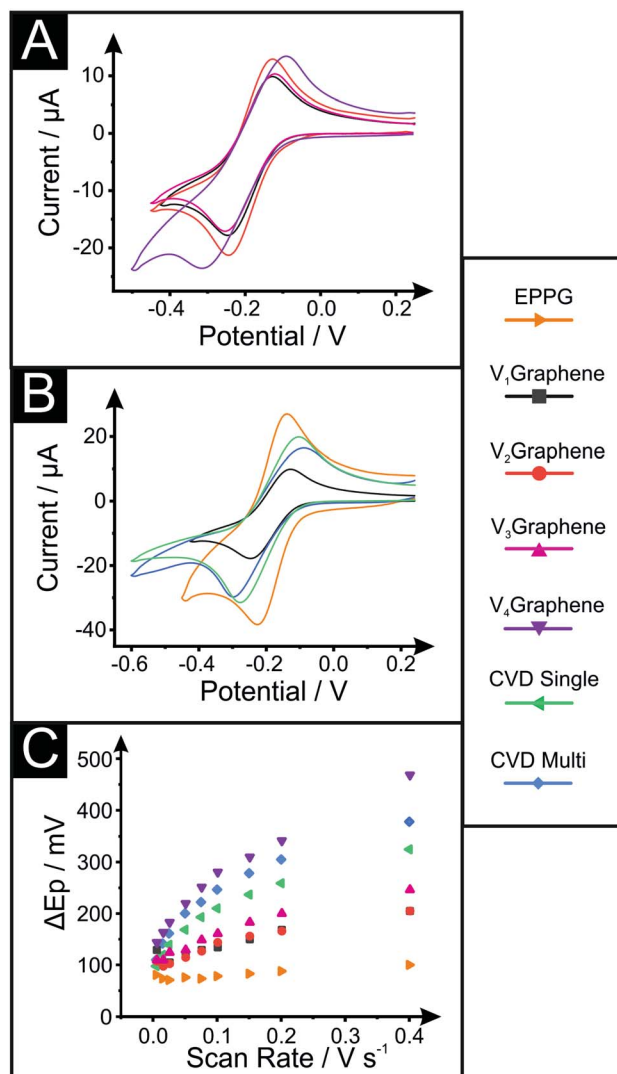 A
10
0
-10
-20
Current / μA
-0.4 -0.2 0.0 0.2
Potential / V
B
20
0
-20
-40
Current / μA
-0.6 -0.4 -0.2 0.0 0.2
Potential / V
C
500
400
300
200
100
0
ΔEp / mV
0.0 0.1 0.2 0.3 0.4
Scan Rate / V s⁻¹
EPPG
V₁Graphene
V₂Graphene
V₃Graphene
V₄Graphene
CVD Single
CVD Multi